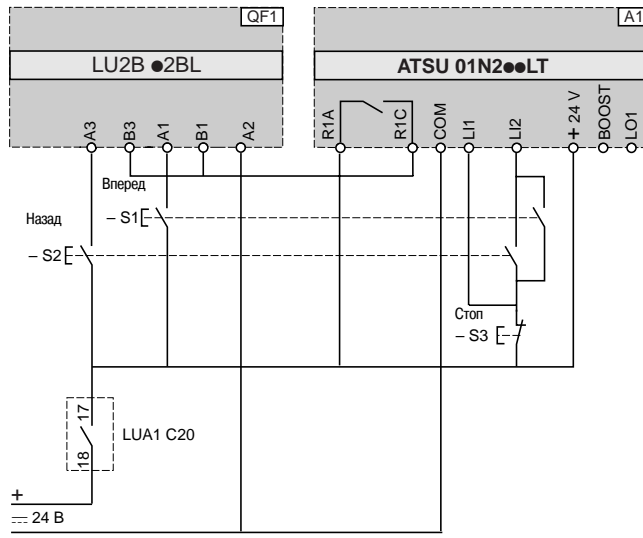 QF1
A1
LU2B ●2BL
ATSU 01N2●●LT
A3
B3
A1
B1
A2
R1A
R1C
COM
LI1
LI2
+ 24 V
BOOST
LO1
Вперед
– S1
Назад
– S2
Стоп
– S3
17
18
LUA1 C20
+
24 В